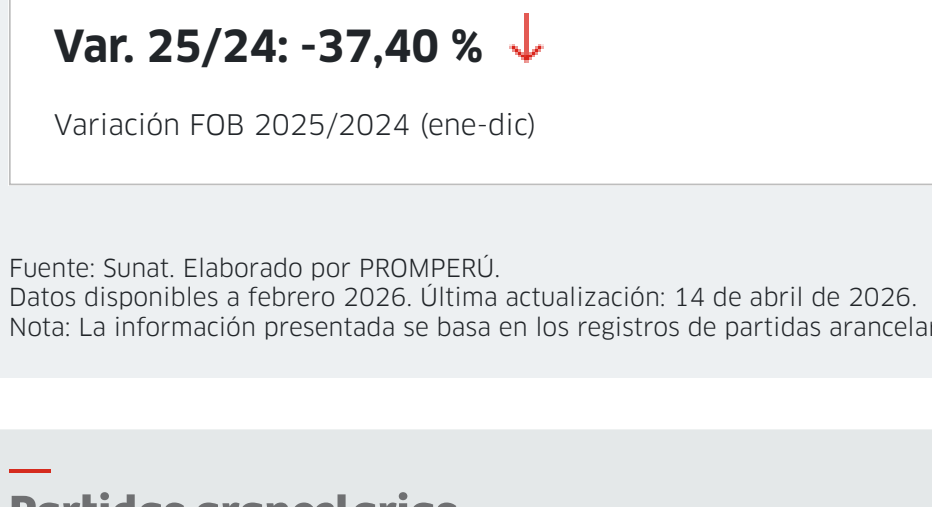 Var. 25/24: -37,40 %
Variación FOB 2025/2024 (ene-dic)
Fuente: Sunat. Elaborado por PROMPERÚ.
Datos disponibles a febrero 2026. Última actualización: 14 de abril de 2026.
Nota: La información presentada se basa en los registros de partidas arancelar
Partidas arancelarias